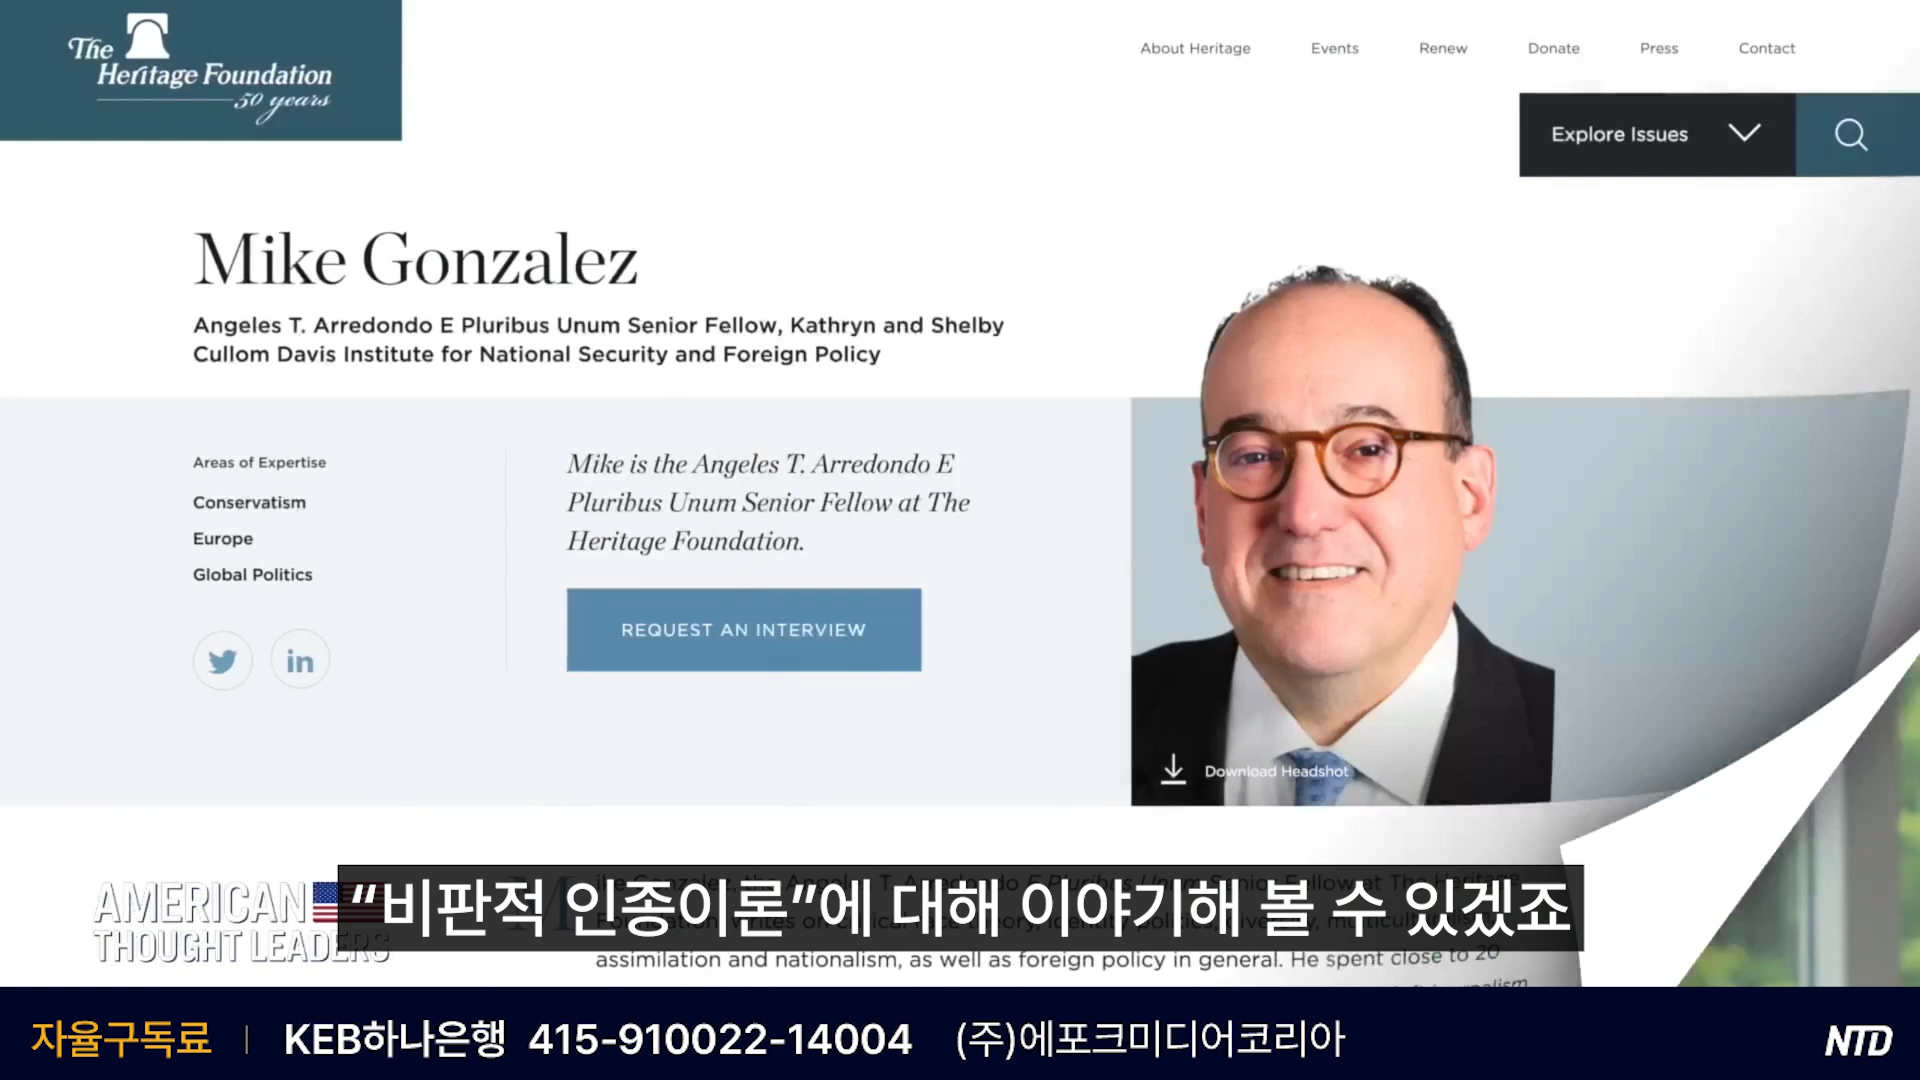 The
Heritage Foundation
50 years
About Heritage Events Renew Donate Press Contact
Explore Issues
Mike Gonzalez
Angeles T. Arredondo E Pluribus Unum Senior Fellow, Kathryn and Shelby
Cullom Davis Institute for National Security and Foreign Policy
Areas of Expertise
Conservatism
Europe
Global Politics
Mike is the Angeles T. Arredondo E
Pluribus Unum Senior Fellow at The
Heritage Foundation.
REQUEST AN INTERVIEW
Download Headshot
AMERICAN
THOUGHT LEADERS
“비판적 인종이론”에 대해 이야기해 볼 수 있겠죠
assimilation and nationalism, as well as foreign policy in general. He spent close to 20
자율구독료 | KEB하나은행 415-910022-14004 (주)에포크미디어코리아
NTD